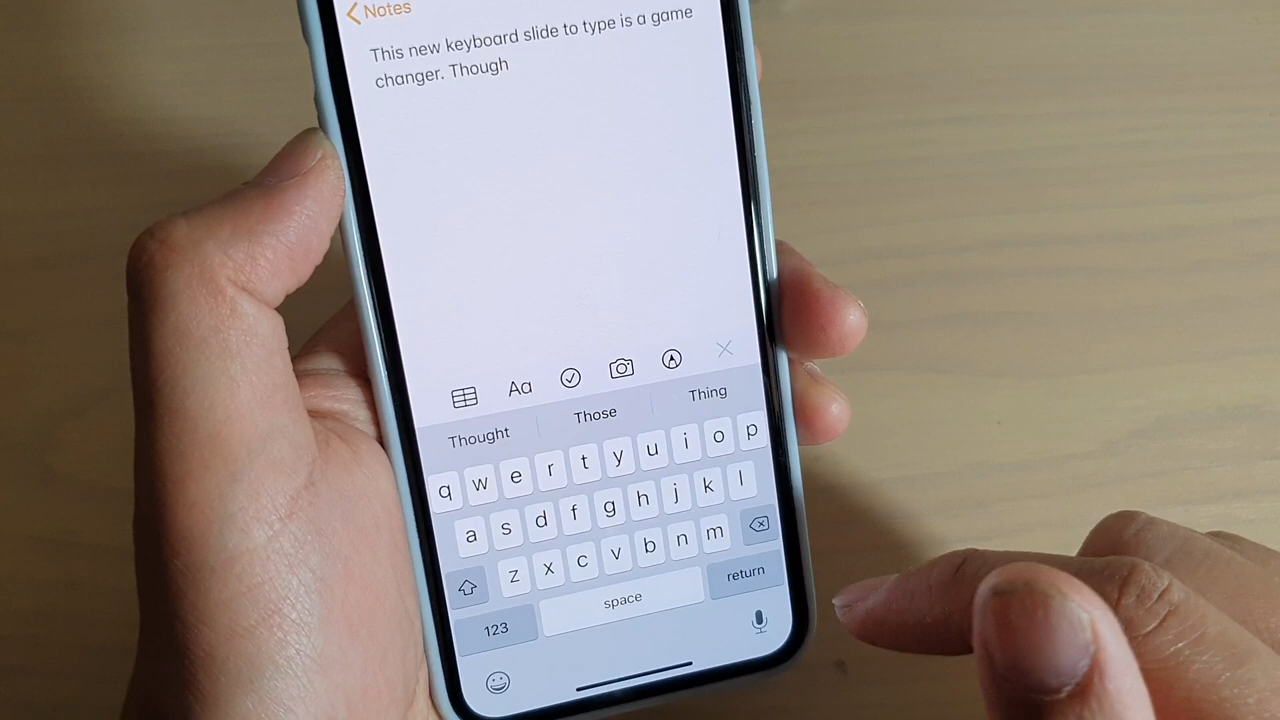 Notes
This new keyboard slide to type is a game
changer. Though
Aa
Thought Those Thing
q w e r t y u i o p
a s d f g h j k l
z x c v b n m
123 space return